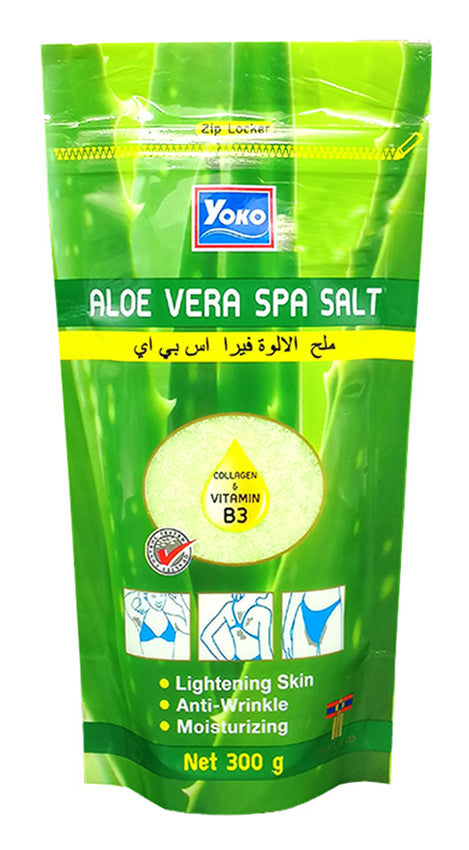 Zip Locker
YOKO
ALOE VERA SPA SALT
ملح الالوة فيرا اس بي اي
COLLAGEN
&
VITAMIN
B3
• Lightening Skin
• Anti-Wrinkle
• Moisturizing
Net 300 g